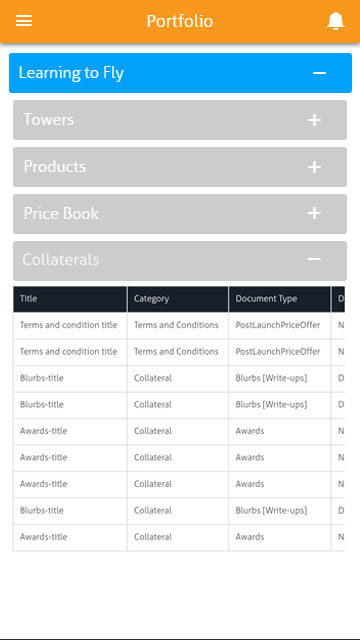 Portfolio
Learning to Fly
Towers
Products
Price Book
Collaterals
Title Category Document Type D
Terms and condition title Terms and Conditions PostLaunchPriceOffer N
Terms and condition title Terms and Conditions PostLaunchPriceOffer N
Blurbs-title Collateral Blurbs [Write-ups] D
Blurbs-title Collateral Blurbs [Write-ups] D
Awards-title Collateral Awards N
Awards-title Collateral Awards N
Awards-title Collateral Awards N
Blurbs-title Collateral Blurbs [Write-ups] D
Awards-title Collateral Awards N